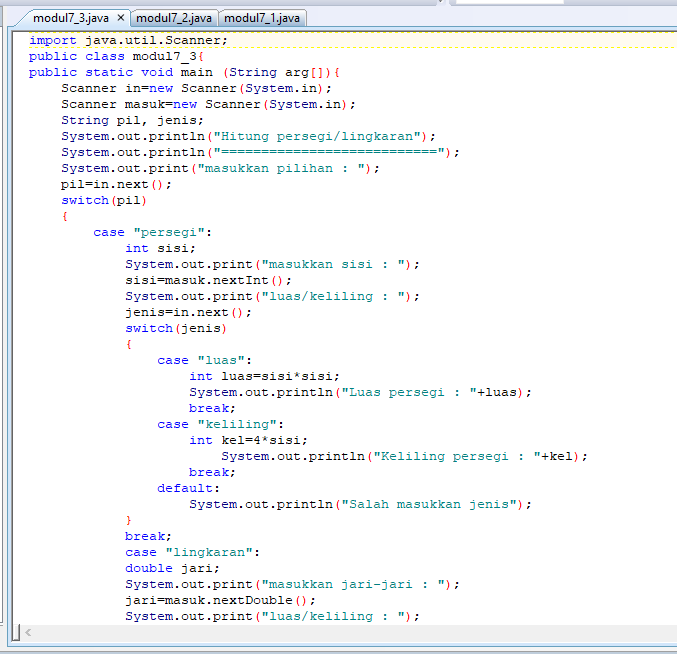 modul7_3.java × modul7_2.java modul7_1.java
import java.util.Scanner;
public class modul7_3{
public static void main (String arg[]){
    Scanner in=new Scanner(System.in);
    Scanner masuk=new Scanner(System.in);
    String pil, jenis;
    System.out.println("Hitung persegi/lingkaran");
    System.out.println("===========================");
    System.out.print("masukkan pilihan : ");
    pil=in.next();
    switch(pil)
    {
        case "persegi":
            int sisi;
            System.out.print("masukkan sisi : ");
            sisi=masuk.nextInt();
            System.out.print("luas/keliling : ");
            jenis=in.next();
            switch(jenis)
            {
                case "luas":
                    int luas=sisi*sisi;
                    System.out.println("Luas persegi : "+luas);
                    break;
                case "keliling":
                    int kel=4*sisi;
                        System.out.println("Keliling persegi : "+kel);
                    break;
                default:
                    System.out.println("Salah masukkan jenis");
            }
            break;
            case "lingkaran":
            double jari;
            System.out.print("masukkan jari-jari : ");
            jari=masuk.nextDouble();
            System.out.print("luas/keliling : ");